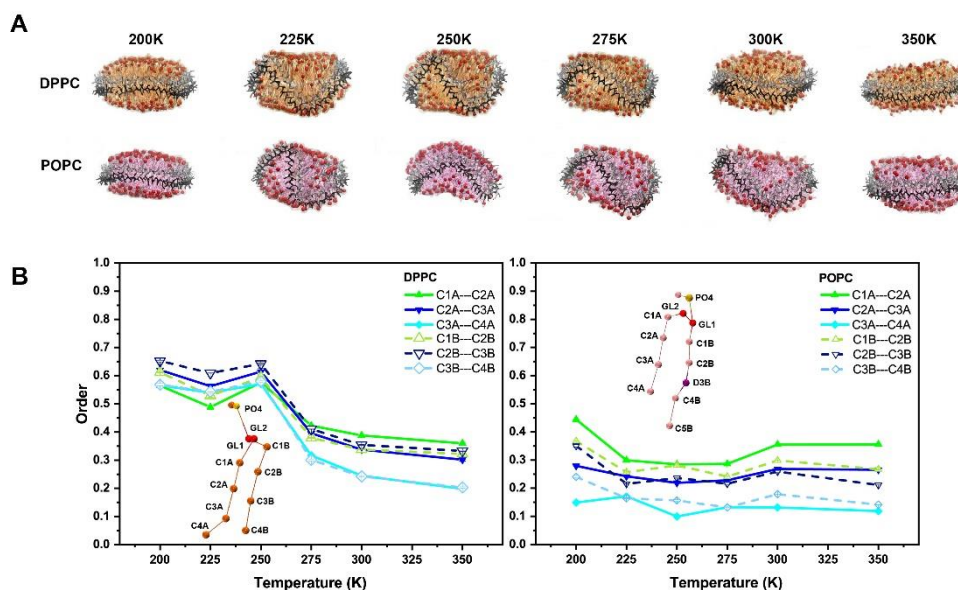 A
200K 225K 250K 275K 300K 350K
DPPC
POPC
B
DPPC
C1A---C2A
C2A---C3A
C3A---C4A
C1B---C2B
C2B---C3B
C3B---C4B
Order
1.0
0.9
0.8
0.7
0.6
0.5
0.4
0.3
0.2
0.1
0.0
PO4
GL2
GL1 C1B
C1A
C2B
C2A
C3A C3B
C4A C4B
200 225 250 275 300 325 350
Temperature (K)
POPC
C1A---C2A
C2A---C3A
C3A---C4A
C1B---C2B
C2B---C3B
C3B---C4B
1.0
0.9
0.8
0.7
0.6
0.5
0.4
0.3
0.2
0.1
0.0
PO4
GL2
C1A GL1
C2A C1B
C3A C2B
D3B
C4A C4B
C5B
200 225 250 275 300 325 350
Temperature (K)